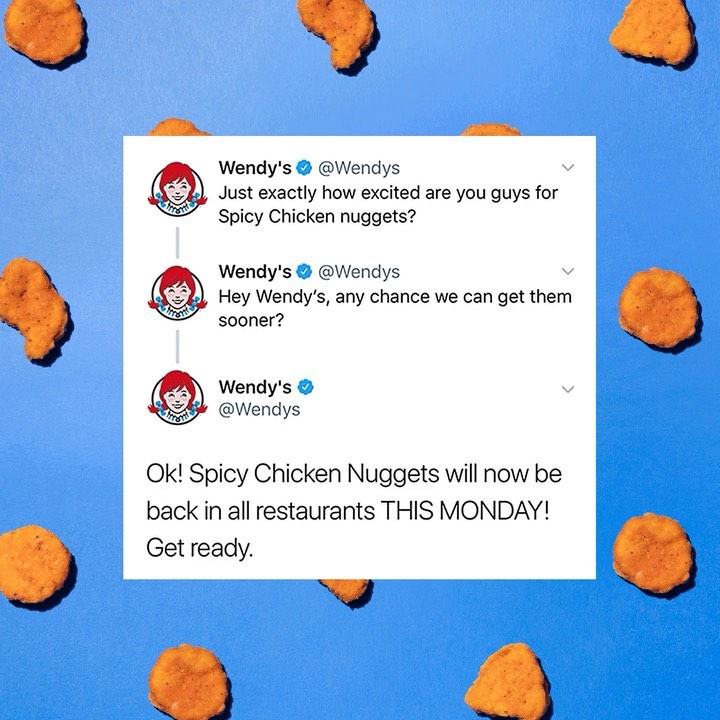 Wendy's @Wendys
Just exactly how excited are you guys for
Spicy Chicken nuggets?
Wendy's @Wendys
Hey Wendy's, any chance we can get them
sooner?
Wendy's
@Wendys
Ok! Spicy Chicken Nuggets will now be
back in all restaurants THIS MONDAY!
Get ready.